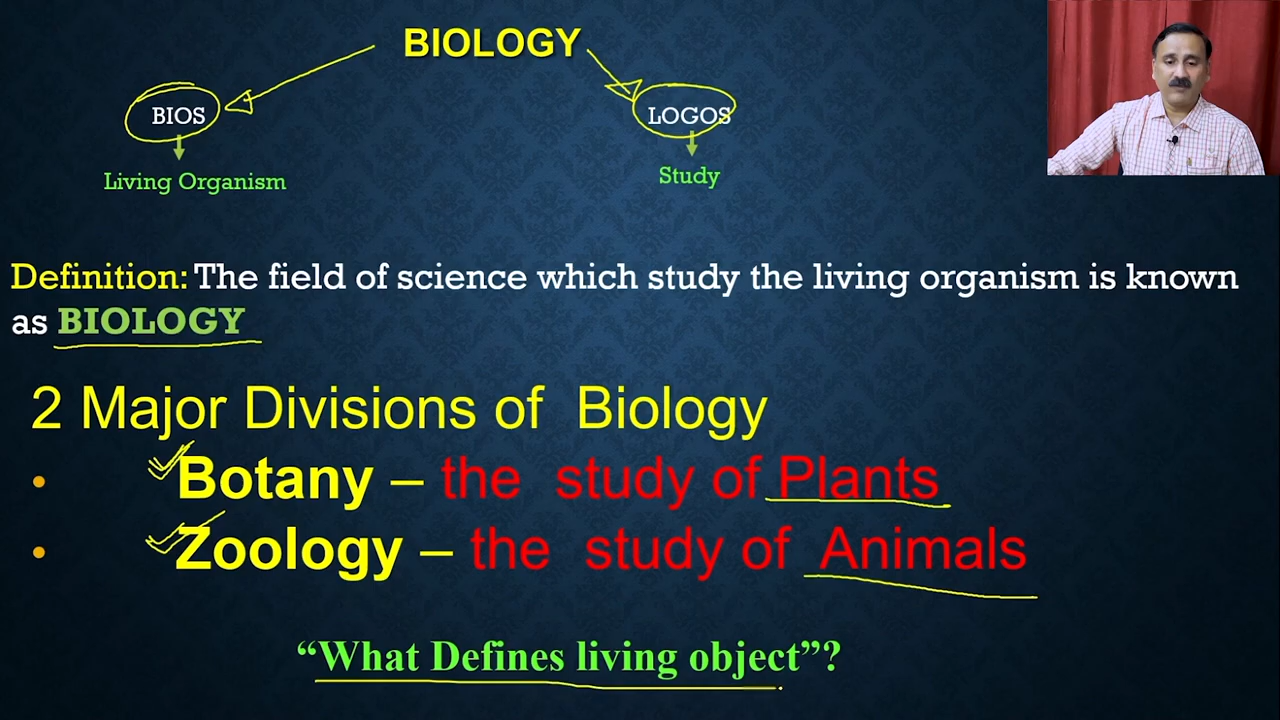 BIOLOGY
BIOS
LOGOS
Living Organism
Study
Definition: The field of science which study the living organism is known
as BIOLOGY
2 Major Divisions of Biology
• Botany – the study of Plants
• Zoology – the study of Animals
“What Defines living object”?